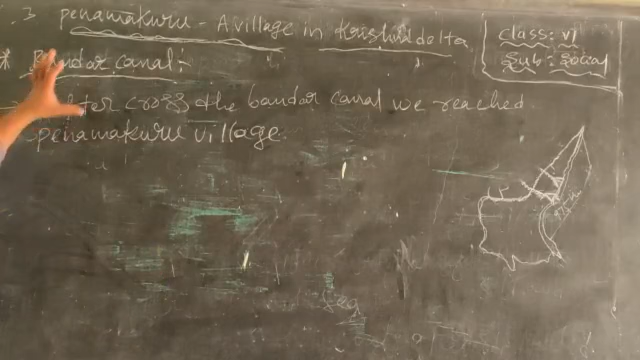 3 penamakuru - A village in Krishna delta
class: VI
Sub: Social
* Bandar canal:
After cross the bandar canal we reached
penamakuru village.